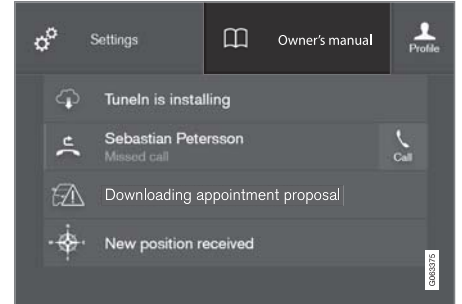 Settings
Owner's manual
Profile
TuneIn is installing
Sebastian Petersson
Missed call
Call
Downloading appointment proposal
New position received
G063375